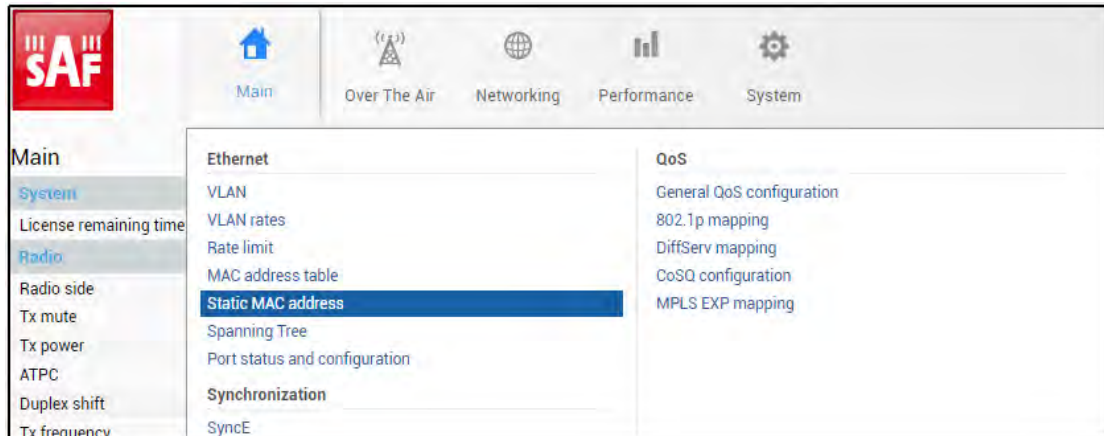 SAF
Main
Over The Air
Networking
Performance
System
Main
System
License remaining time
Radio
Radio side
Tx mute
Tx power
ATPC
Duplex shift
Tx frequency
Ethernet
VLAN
VLAN rates
Rate limit
MAC address table
Static MAC address
Spanning Tree
Port status and configuration
Synchronization
SyncE
QoS
General QoS configuration
802.1p mapping
DiffServ mapping
CoSQ configuration
MPLS EXP mapping